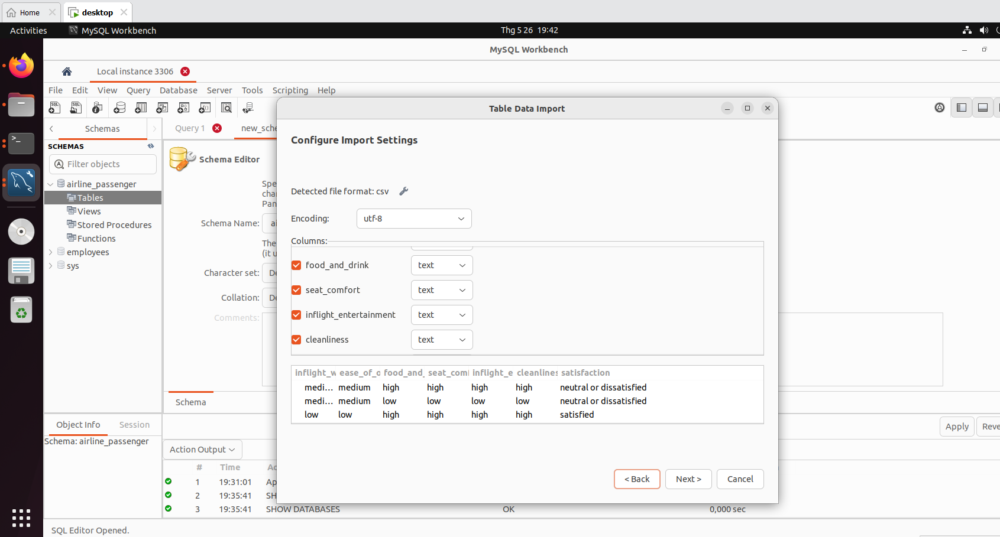 Home
desktop
Activities
MySQL Workbench
Thg 5 26 19:42
MySQL Workbench
Local instance 3306
File Edit View Query Database Server Tools Scripting Help
Schemas
Query 1
new_sche
SCHEMAS
Filter objects
airline_passenger
Tables
Views
Stored Procedures
Functions
employees
sys
Schema Editor
Spe
cha
Pan
Schema Name: ai
The
(it u
Character set: De
Collation: De
Comments:
Schema
Table Data Import
Configure Import Settings
Detected file format: csv
Encoding: utf-8
Columns:
food_and_drink text
seat_comfort text
inflight_entertainment text
cleanliness text
inflight_w ease_of_o food_and_ seat_comf inflight_e cleanlines satisfaction
medi... medium high high high high neutral or dissatisfied
medi... medium low low low low neutral or dissatisfied
low low high high high high satisfied
< Back Next > Cancel
Apply Reve
Object Info Session
Schema: airline_passenger
Action Output
# Time Ac
1 19:31:01 Ap
2 19:35:41 SH
3 19:35:41 SHOW DATABASES OK 0,000 sec
SQL Editor Opened.